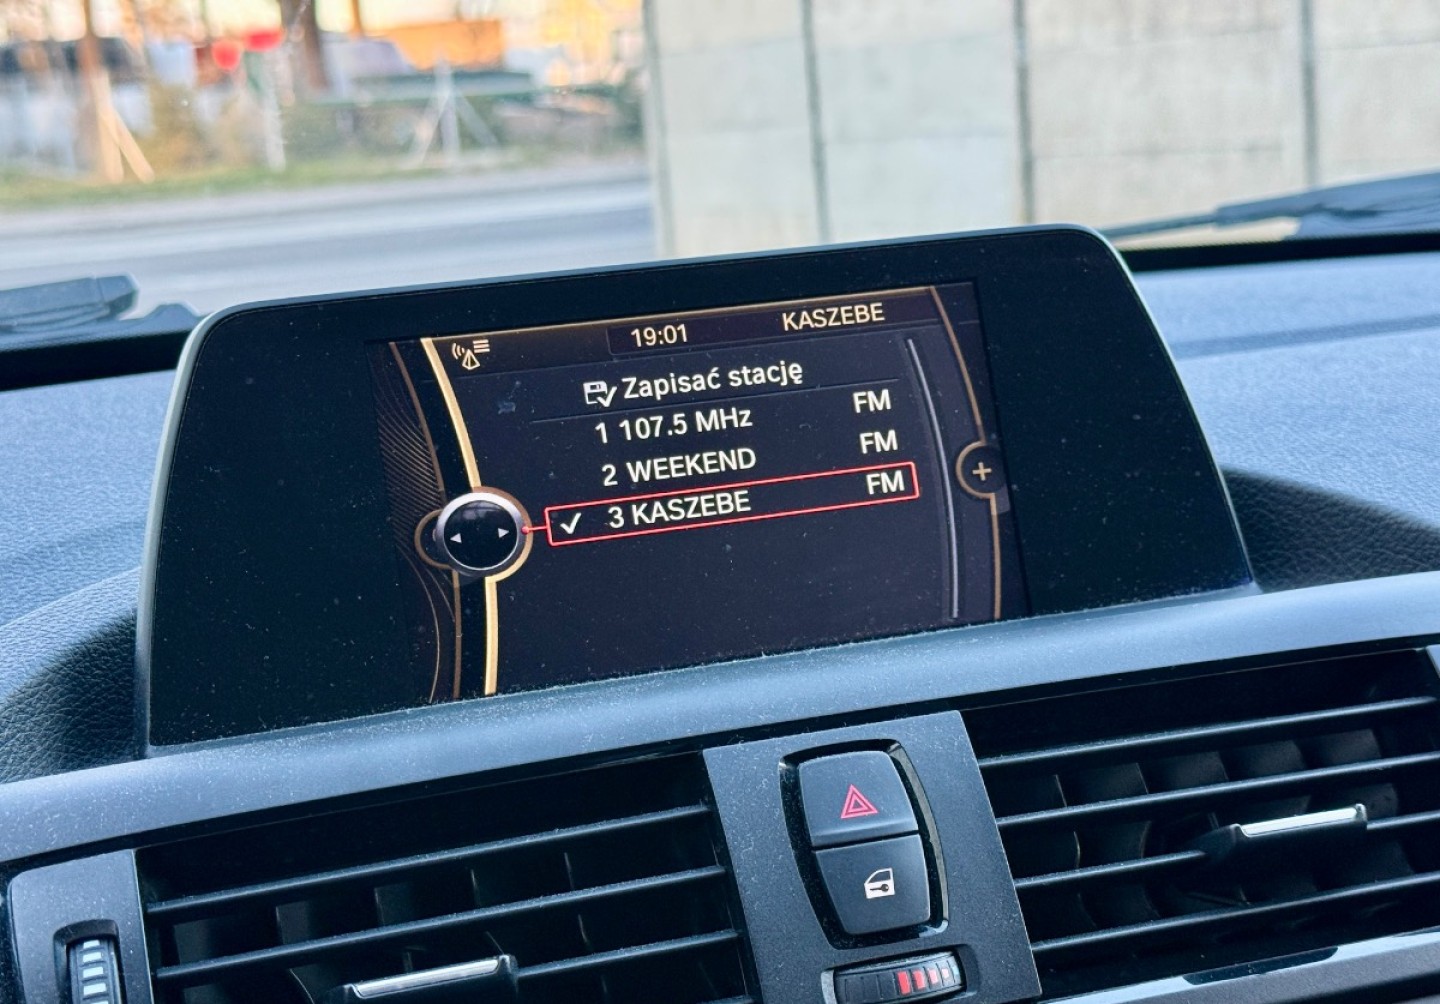 19:01 KASZEBE
Zapisać stację
1 107.5 MHz FM
2 WEEKEND FM
3 KASZEBE FM